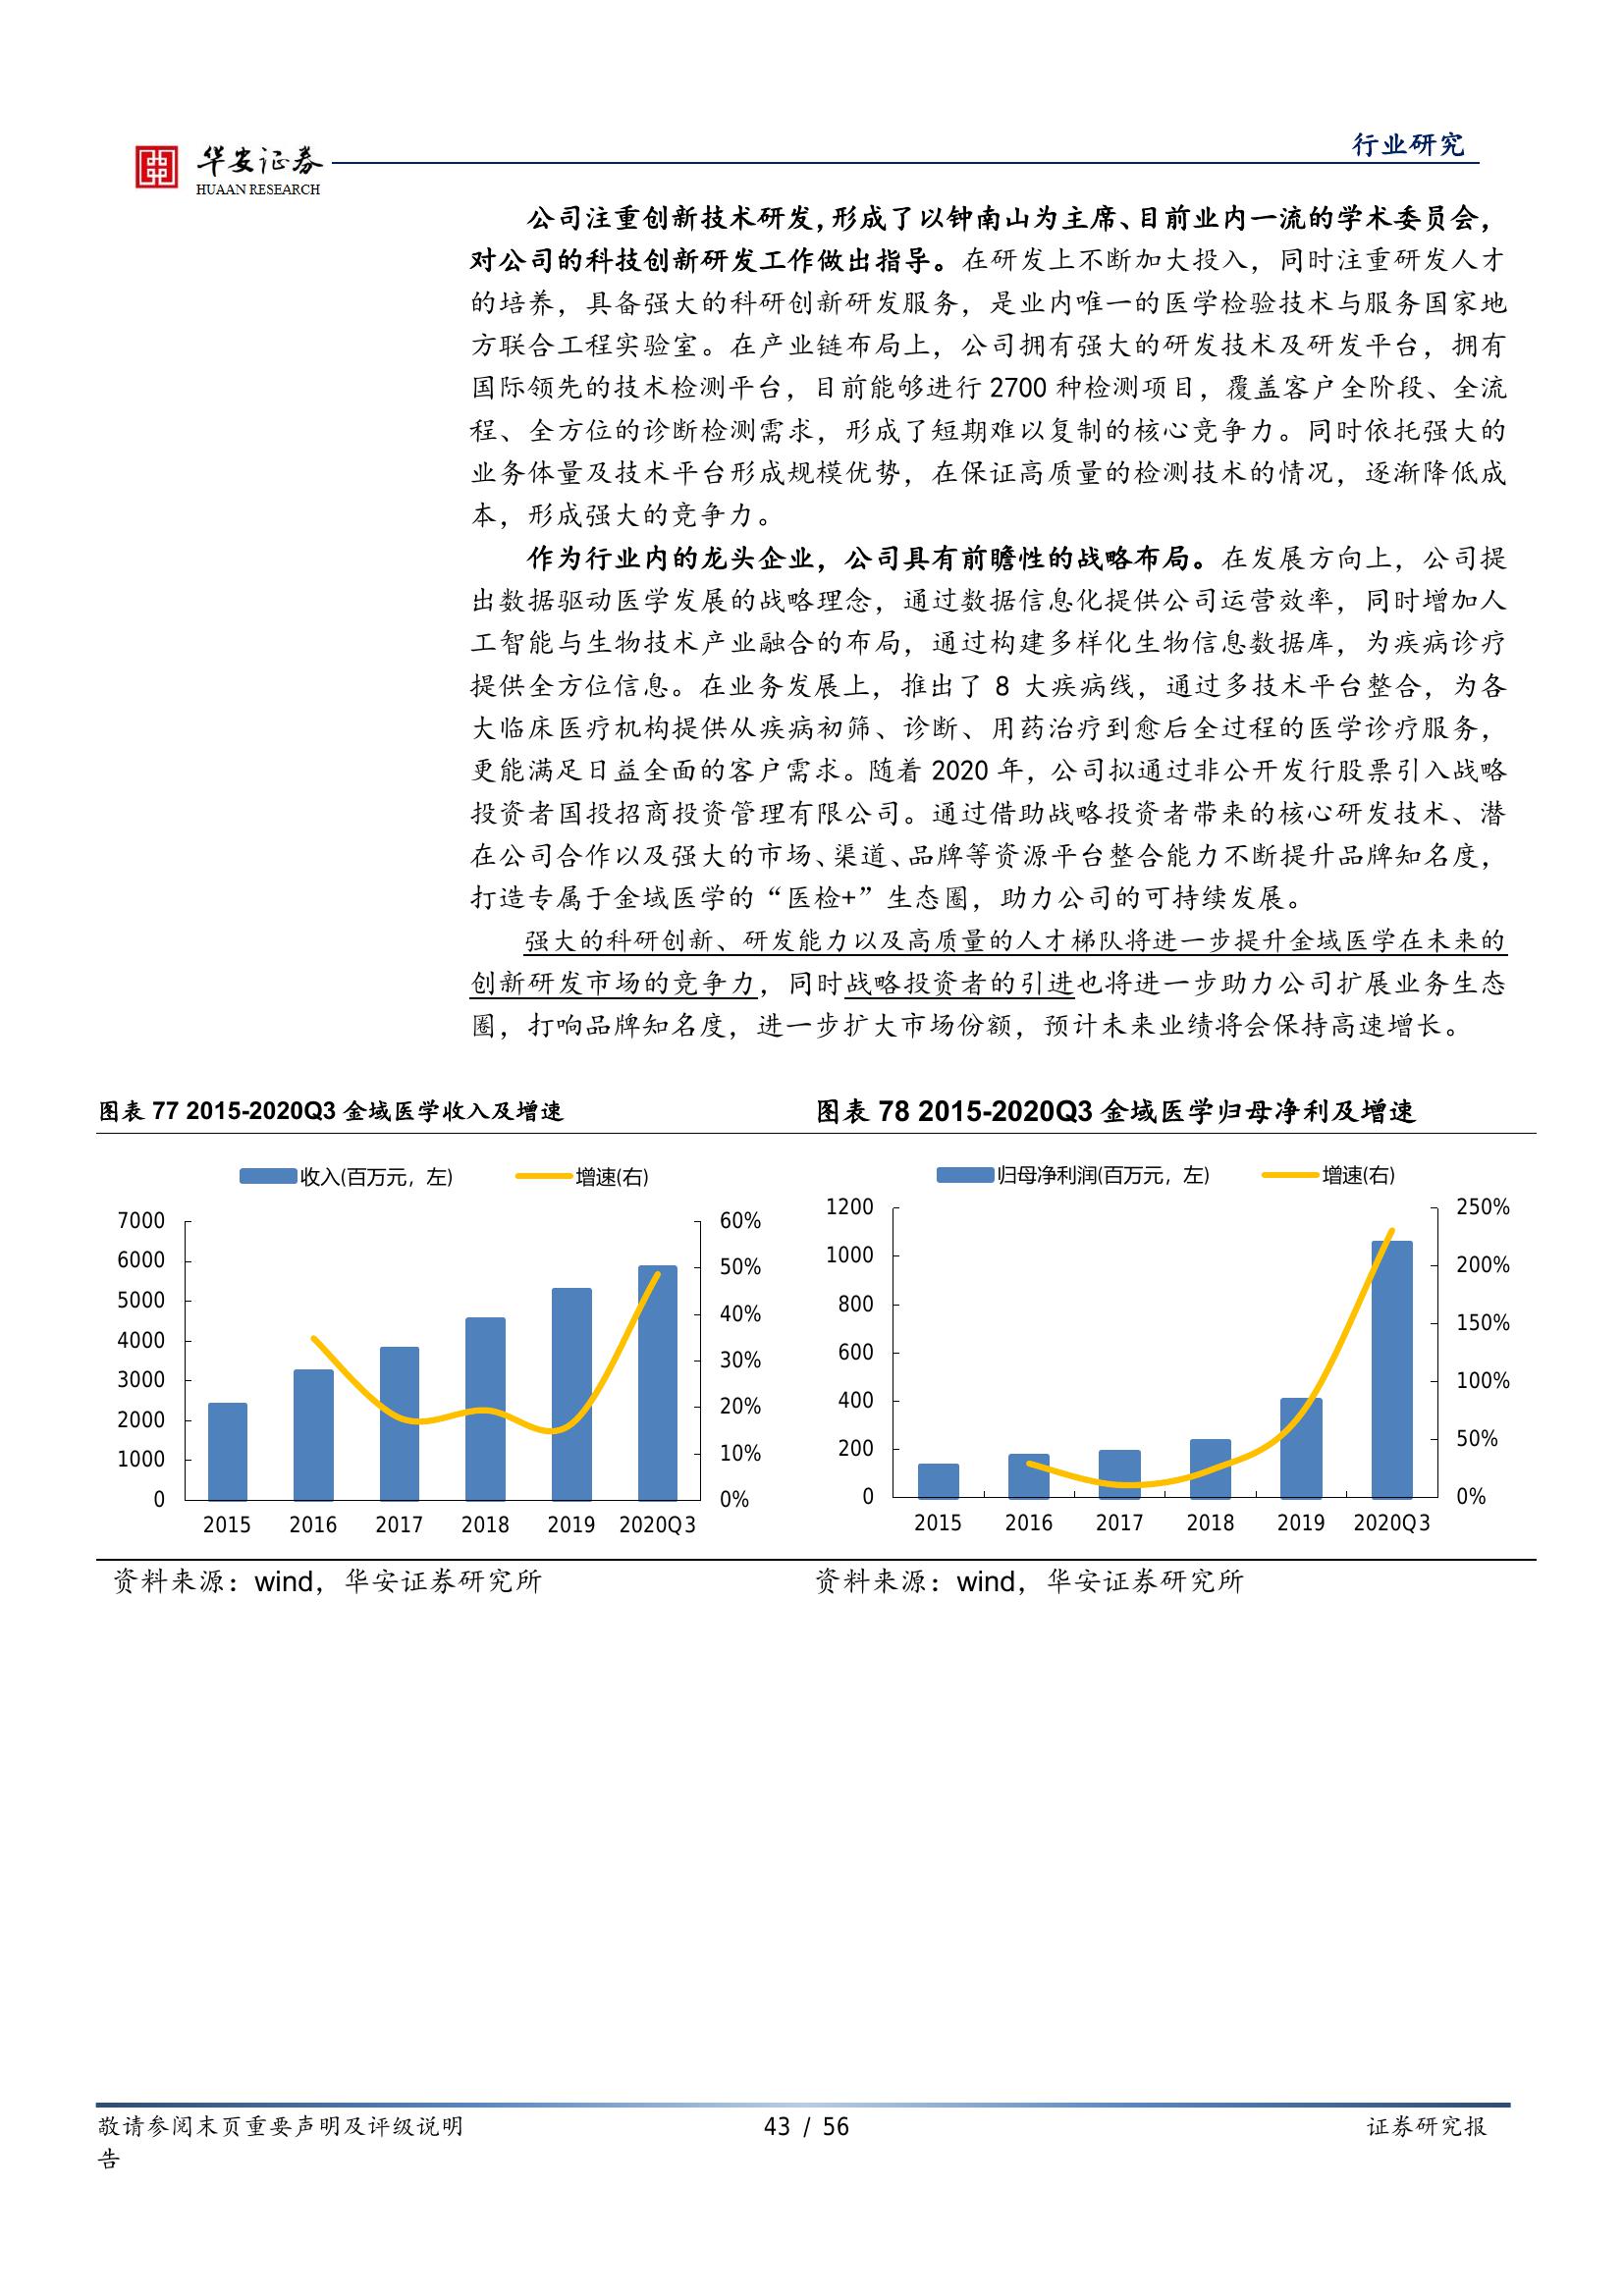 华安证券
HUAAN RESEARCH
行业研究
公司注重创新技术研发，形成了以钟南山为主席、目前业内一流的学术委员会，
对公司的科技创新研发工作做出指导。在研发上不断加大投入，同时注重研发人才
的培养，具备强大的科研创新研发服务，是业内唯一的医学检验技术与服务国家地
方联合工程实验室。在产业链布局上，公司拥有强大的研发技术及研发平台，拥有
国际领先的技术检测平台，目前能够进行 2700 种检测项目，覆盖客户全阶段、全流
程、全方位的诊断检测需求，形成了短期难以复制的核心竞争力。同时依托强大的
业务体量及技术平台形成规模优势，在保证高质量的检测技术的情况，逐渐降低成
本，形成强大的竞争力。
作为行业内的龙头企业，公司具有前瞻性的战略布局。在发展方向上，公司提
出数据驱动医学发展的战略理念，通过数据信息化提供公司运营效率，同时增加人
工智能与生物技术产业融合的布局，通过构建多样化生物信息数据库，为疾病诊疗
提供全方位信息。在业务发展上，推出了 8 大疾病线，通过多技术平台整合，为各
大临床医疗机构提供从疾病初筛、诊断、用药治疗到愈后全过程的医学诊疗服务，
更能满足日益全面的客户需求。随着 2020 年，公司拟通过非公开发行股票引入战略
投资者国投招商投资管理有限公司。通过借助战略投资者带来的核心研发技术、潜
在公司合作以及强大的市场、渠道、品牌等资源平台整合能力不断提升品牌知名度，
打造专属于金域医学的“医检+”生态圈，助力公司的可持续发展。
强大的科研创新、研发能力以及高质量的人才梯队将进一步提升金域医学在未来的
创新研发市场的竞争力，同时战略投资者的引进也将进一步助力公司扩展业务生态
圈，打响品牌知名度，进一步扩大市场份额，预计未来业绩将会保持高速增长。
图表 77 2015-2020Q3 金域医学收入及增速
收入(百万元，左)
增速(右)
7000
6000
5000
4000
3000
2000
1000
0
60%
50%
40%
30%
20%
10%
0%
2015 2016 2017 2018 2019 2020Q3
资料来源：wind，华安证券研究所
图表 78 2015-2020Q3 金域医学归母净利及增速
归母净利润(百万元，左)
增速(右)
1200
1000
800
600
400
200
0
250%
200%
150%
100%
50%
0%
2015 2016 2017 2018 2019 2020Q3
资料来源：wind，华安证券研究所
敬请参阅末页重要声明及评级说明
43 / 56
证券研究报
告